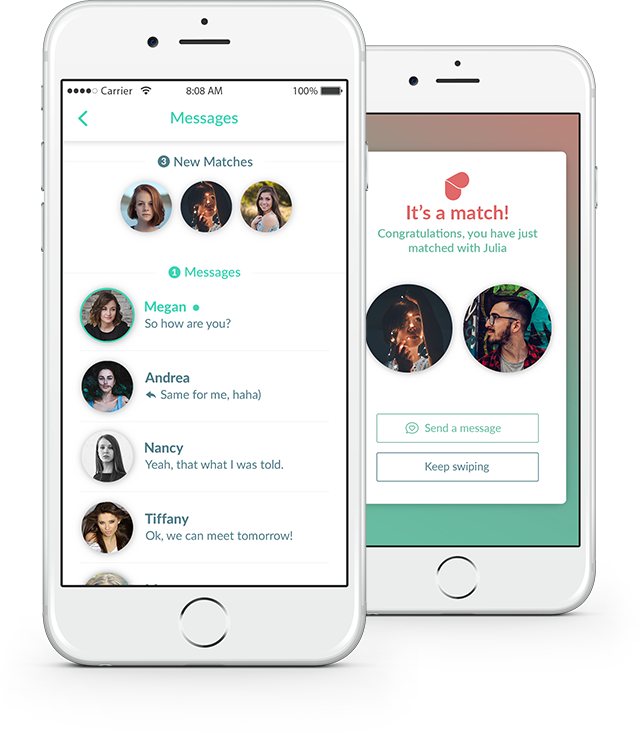 Carrier 8:08 AM 100%
Messages
3 New Matches
1 Messages
Megan
So how are you?
Andrea
Same for me, haha)
Nancy
Yeah, that what I was told.
Tiffany
Ok, we can meet tomorrow!
It's a match!
Congratulations, you have just
matched with Julia
Send a message
Keep swiping